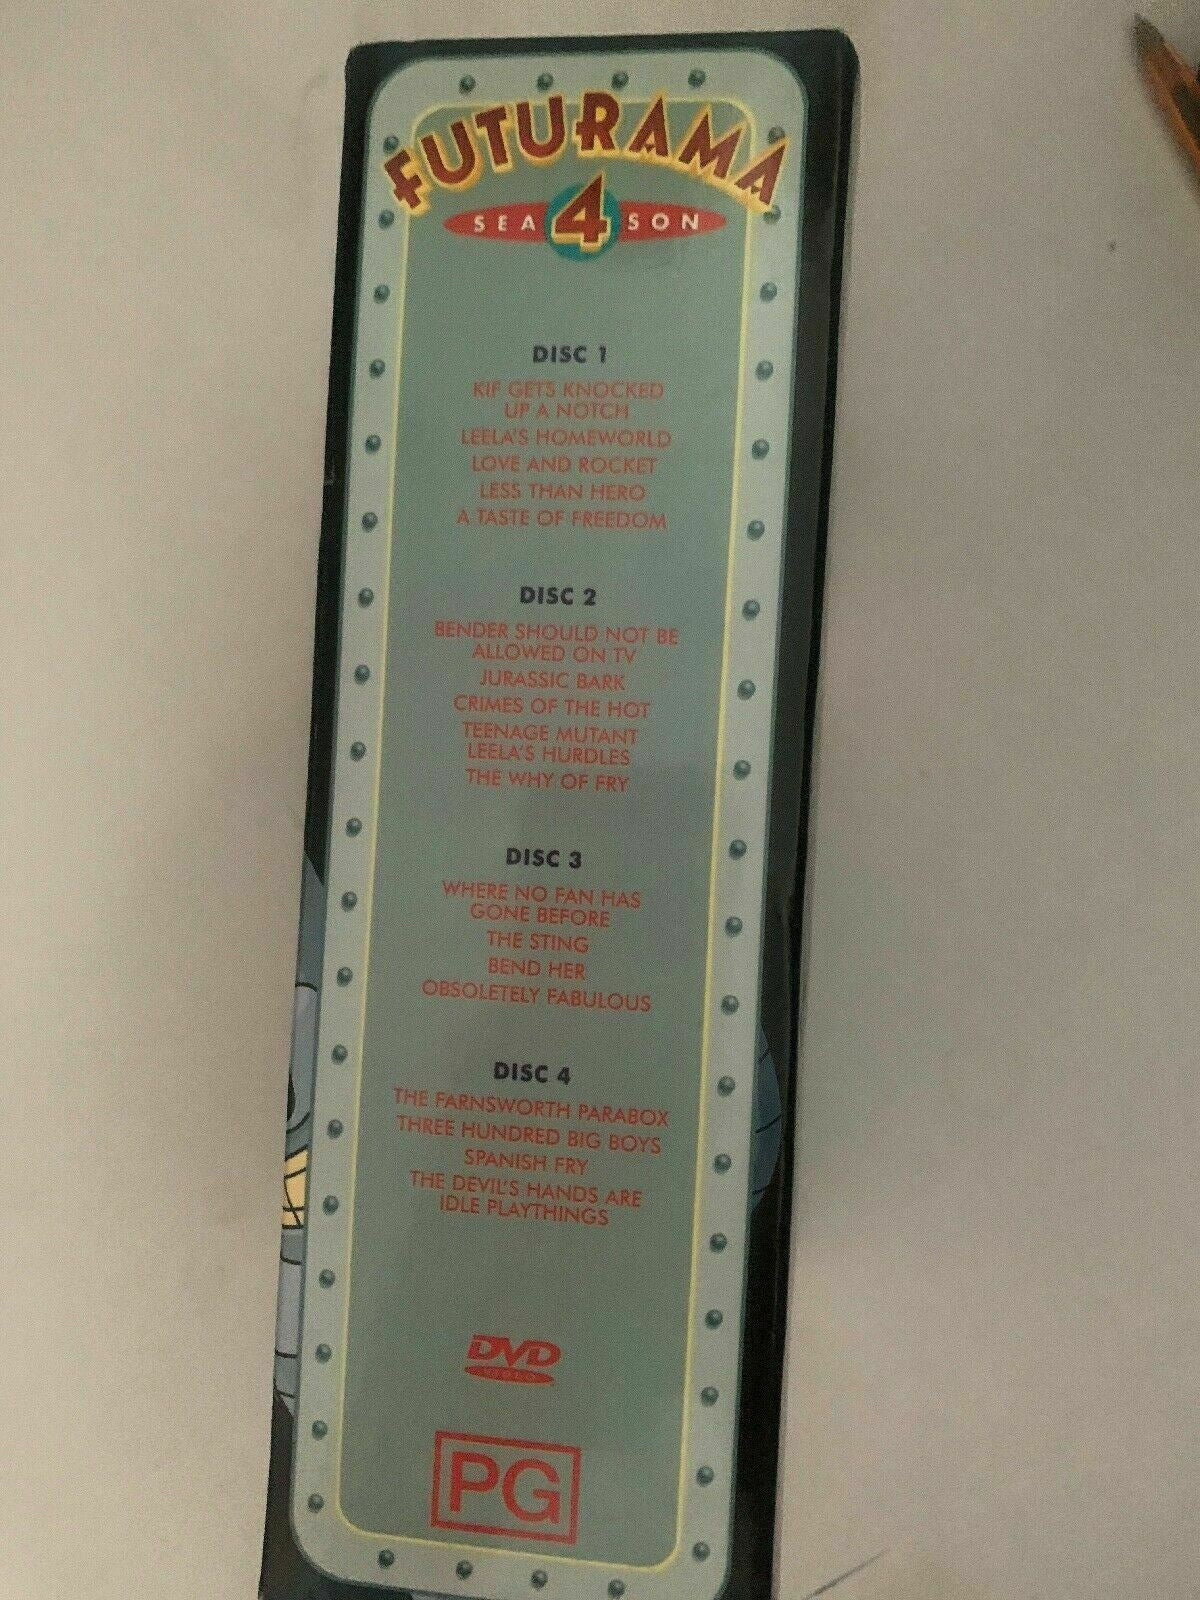 FUTURAMA
SEA 4 SON
DISC 1
KIF GETS KNOCKED
UP A NOTCH
LEELA'S HOMEWORLD
LOVE AND ROCKET
LESS THAN HERO
A TASTE OF FREEDOM
DISC 2
BENDER SHOULD NOT BE
ALLOWED ON TV
JURASSIC BARK
CRIMES OF THE HOT
TEENAGE MUTANT
LEELA'S HURDLES
THE WHY OF FRY
DISC 3
WHERE NO FAN HAS
GONE BEFORE
THE STING
BEND HER
OBSOLETELY FABULOUS
DISC 4
THE FARNSWORTH PARABOX
THREE HUNDRED BIG BOYS
SPANISH FRY
THE DEVIL'S HANDS ARE
IDLE PLAYTHINGS
DVD
VIDEO
PG